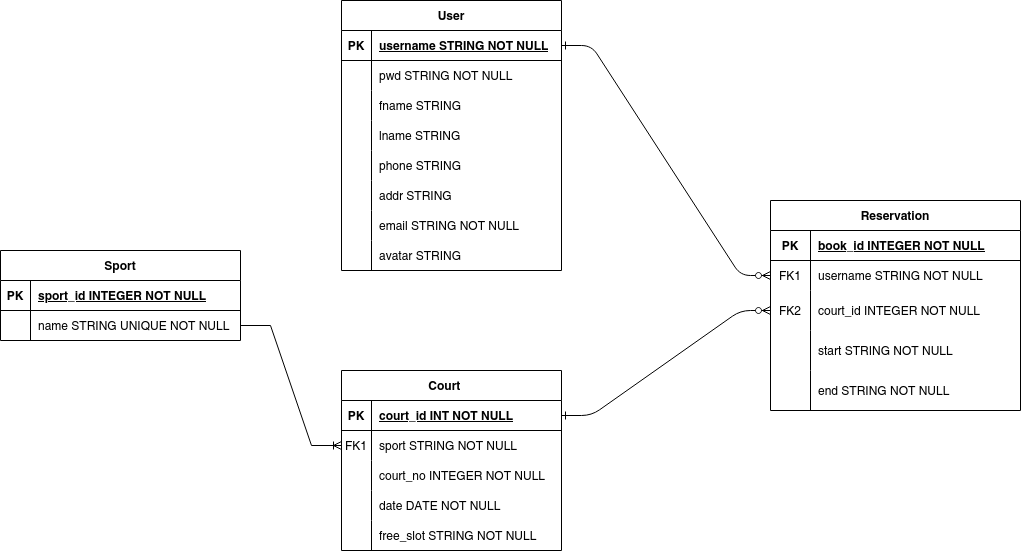 User
PK username STRING NOT NULL
pwd STRING NOT NULL
fname STRING
lname STRING
phone STRING
addr STRING
email STRING NOT NULL
avatar STRING
Reservation
PK book_id INTEGER NOT NULL
FK1 username STRING NOT NULL
FK2 court_id INTEGER NOT NULL
start STRING NOT NULL
end STRING NOT NULL
Sport
PK sport_id INTEGER NOT NULL
name STRING UNIQUE NOT NULL
Court
PK court_id INT NOT NULL
FK1 sport STRING NOT NULL
court_no INTEGER NOT NULL
date DATE NOT NULL
free_slot STRING NOT NULL